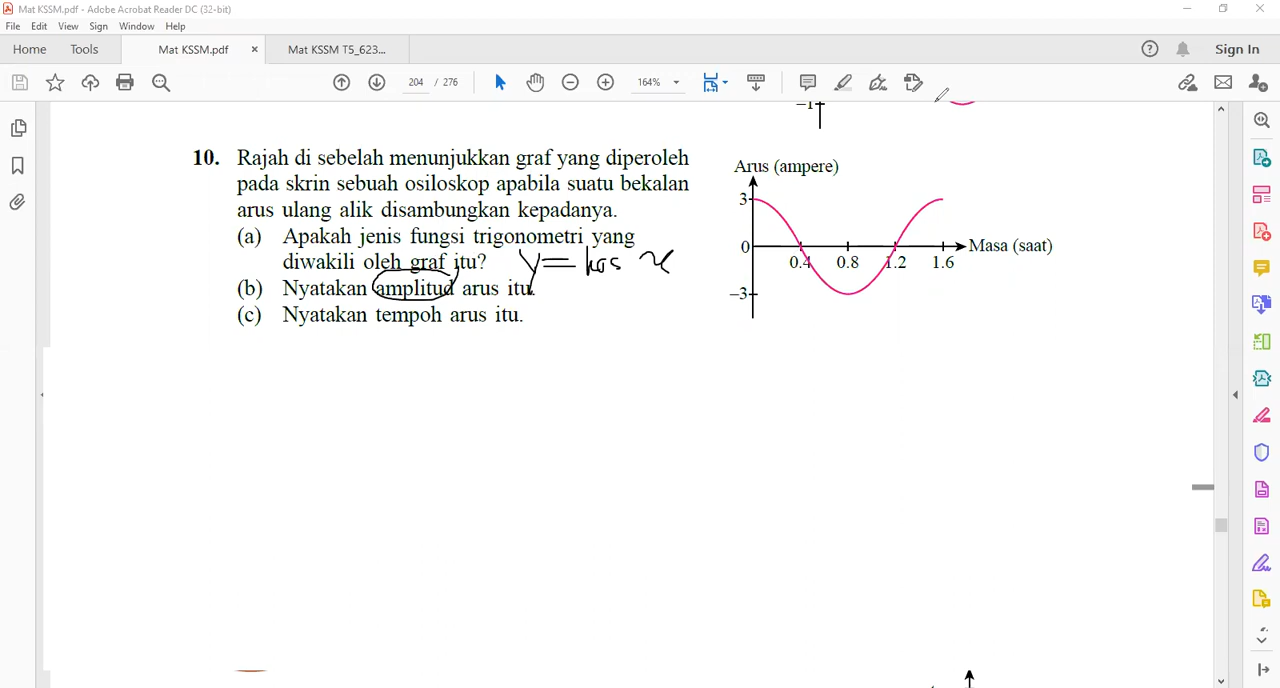 Mat KSSM.pdf - Adobe Acrobat Reader DC (32-bit)
File Edit View Sign Window Help
Home Tools Mat KSSM.pdf × Mat KSSM T5_623... Sign In
204 / 276 164%
−1
10. Rajah di sebelah menunjukkan graf yang diperoleh
pada skrin sebuah osiloskop apabila suatu bekalan
arus ulang alik disambungkan kepadanya.
(a) Apakah jenis fungsi trigonometri yang
diwakili oleh graf itu? y = kos x
(b) Nyatakan amplitud arus itu.
(c) Nyatakan tempoh arus itu.
Arus (ampere)
3
0 Masa (saat)
0.4 0.8 1.2 1.6
−3